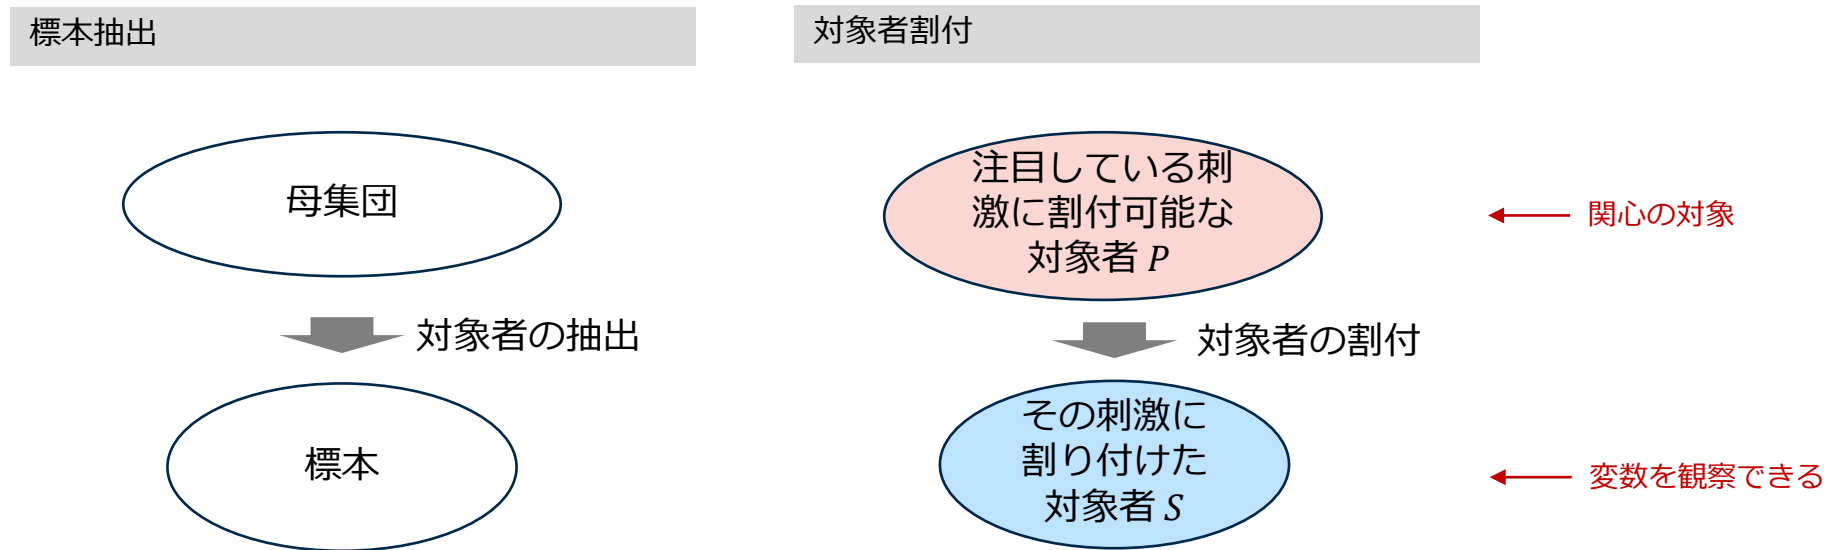 標本抽出
対象者割付
母集団
注目している刺
激に割付可能な
対象者 P
関心の対象
対象者の抽出
対象者の割付
標本
その刺激に
割り付けた
対象者 S
変数を観察できる